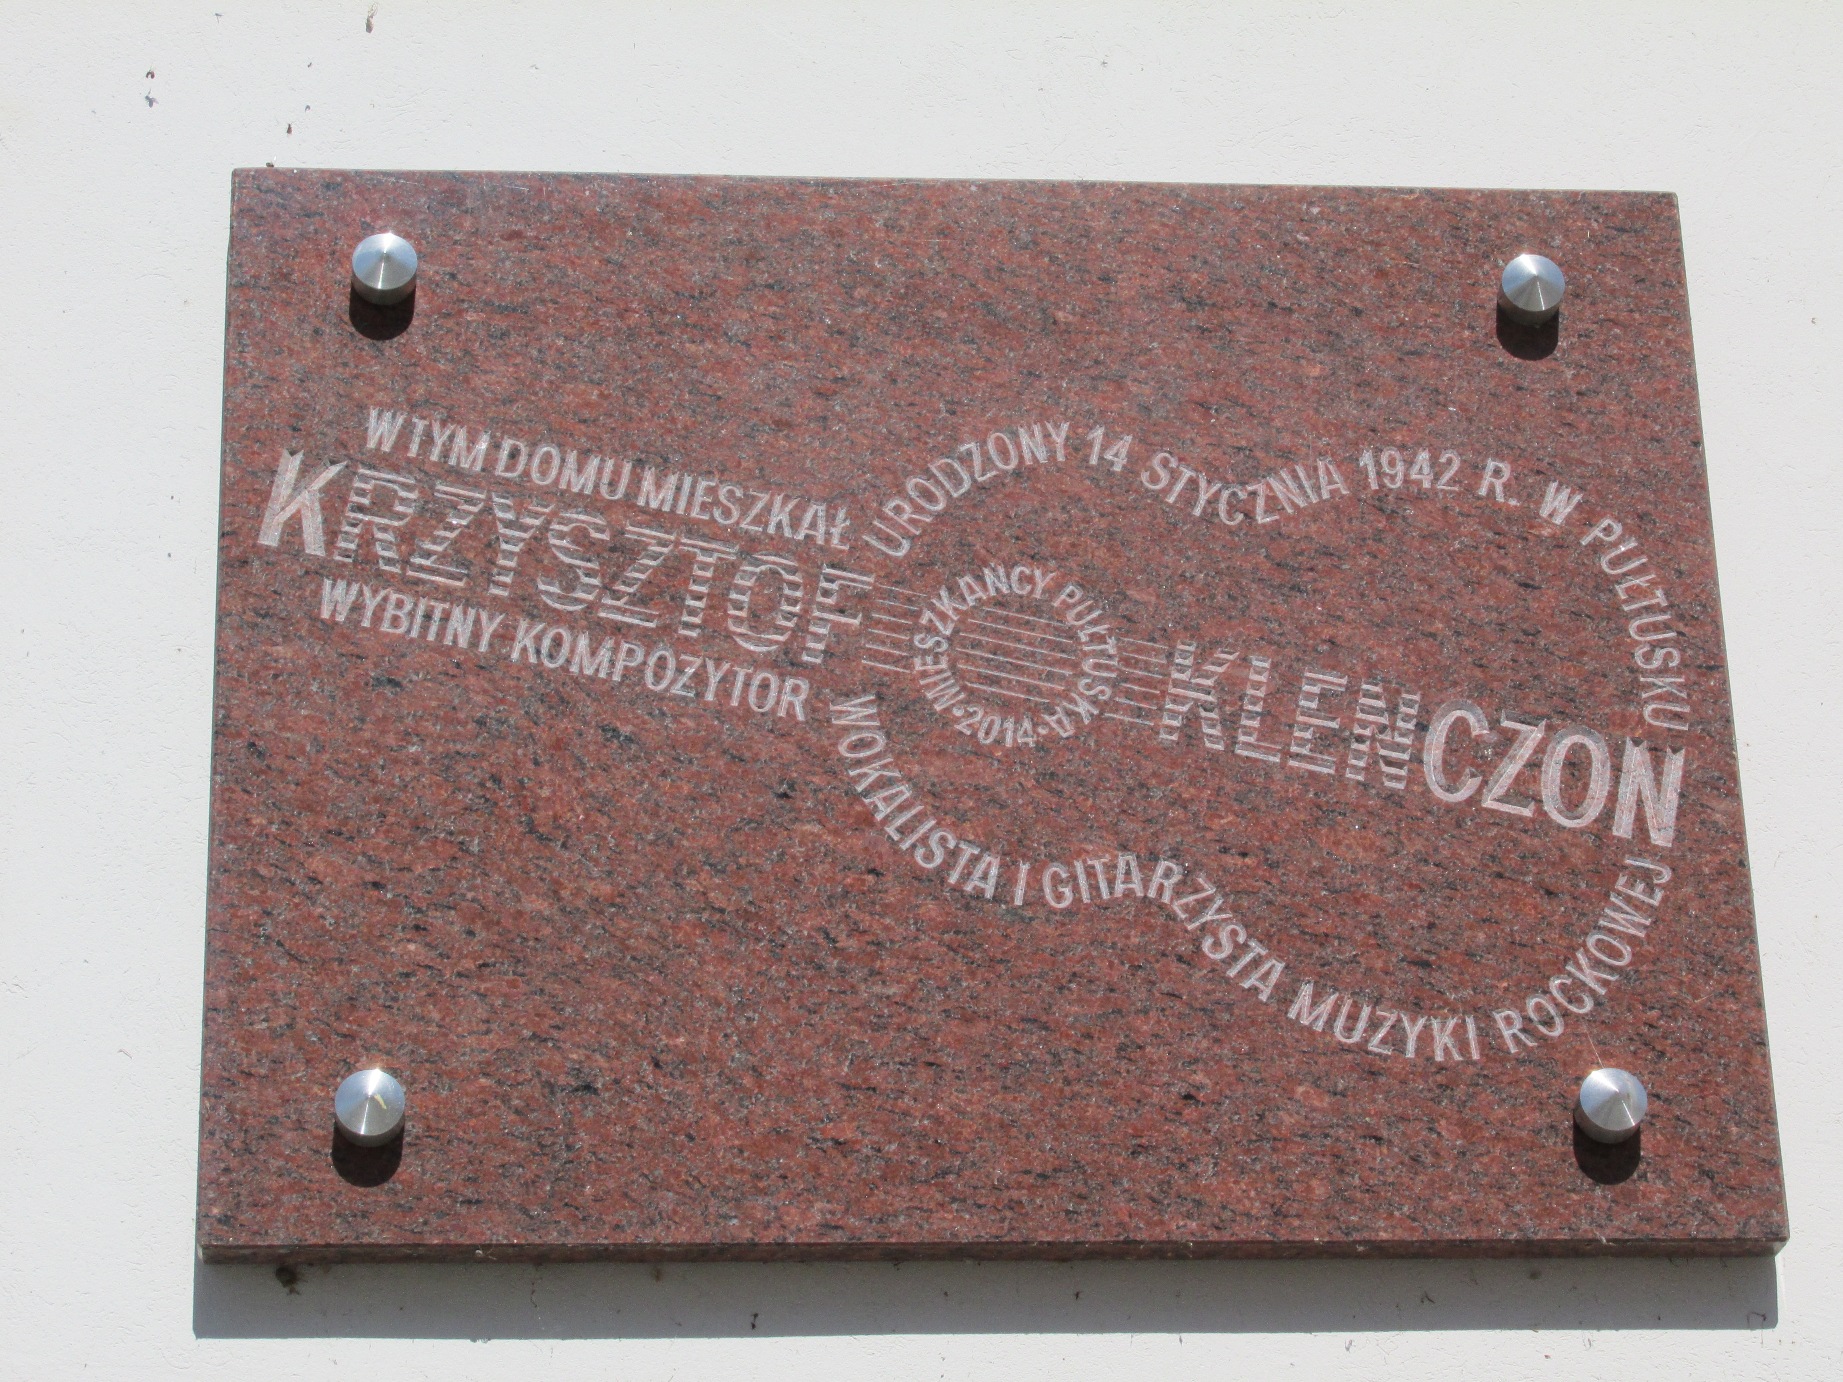 W TYM DOMU MIESZKAŁ
KRZYSZTOF KLENCZON
WYBITNY KOMPOZYTOR
URODZONY 14 STYCZNIA 1942 R. W PUŁTUSKU
WOKALISTA I GITARZYSTA MUZYKI ROCKOWEJ
MIESZKAŃCY PUŁTUSKA • 2014 •